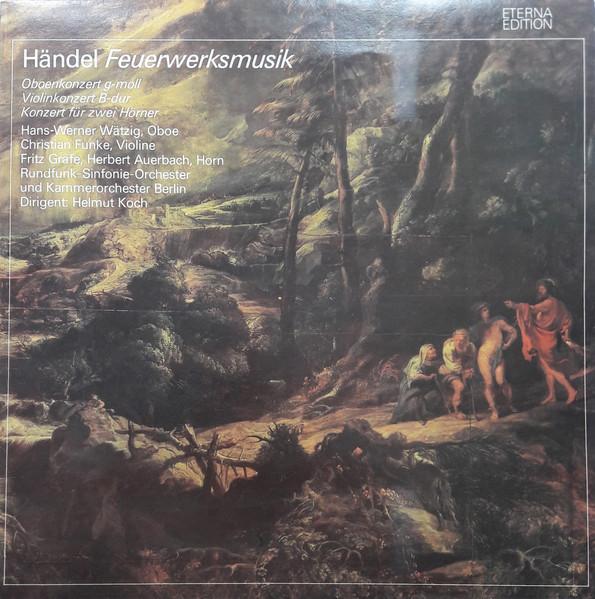 ETERNA
EDITION
Händel Feuerwerksmusik
Oboenkonzert g-moll
Violinkonzert B-dur
Konzert für zwei Hörner
Hans-Werner Wätzig, Oboe
Christian Funke, Violine
Fritz Gräfe, Herbert Auerbach, Horn
Rundfunk-Sinfonie-Orchester
und Kammerorchester Berlin
Dirigent: Helmut Koch